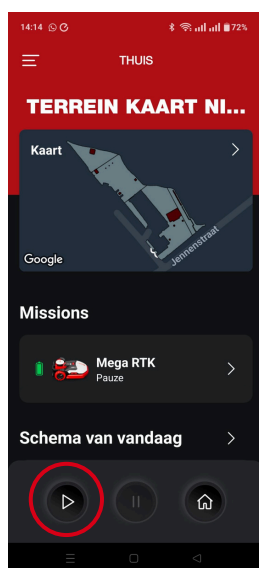 14:14 72%
THUIS
TERREIN KAART NI...
Kaart
Google
Jennenstraat
Missions
Mega RTK
Pauze
Schema van vandaag